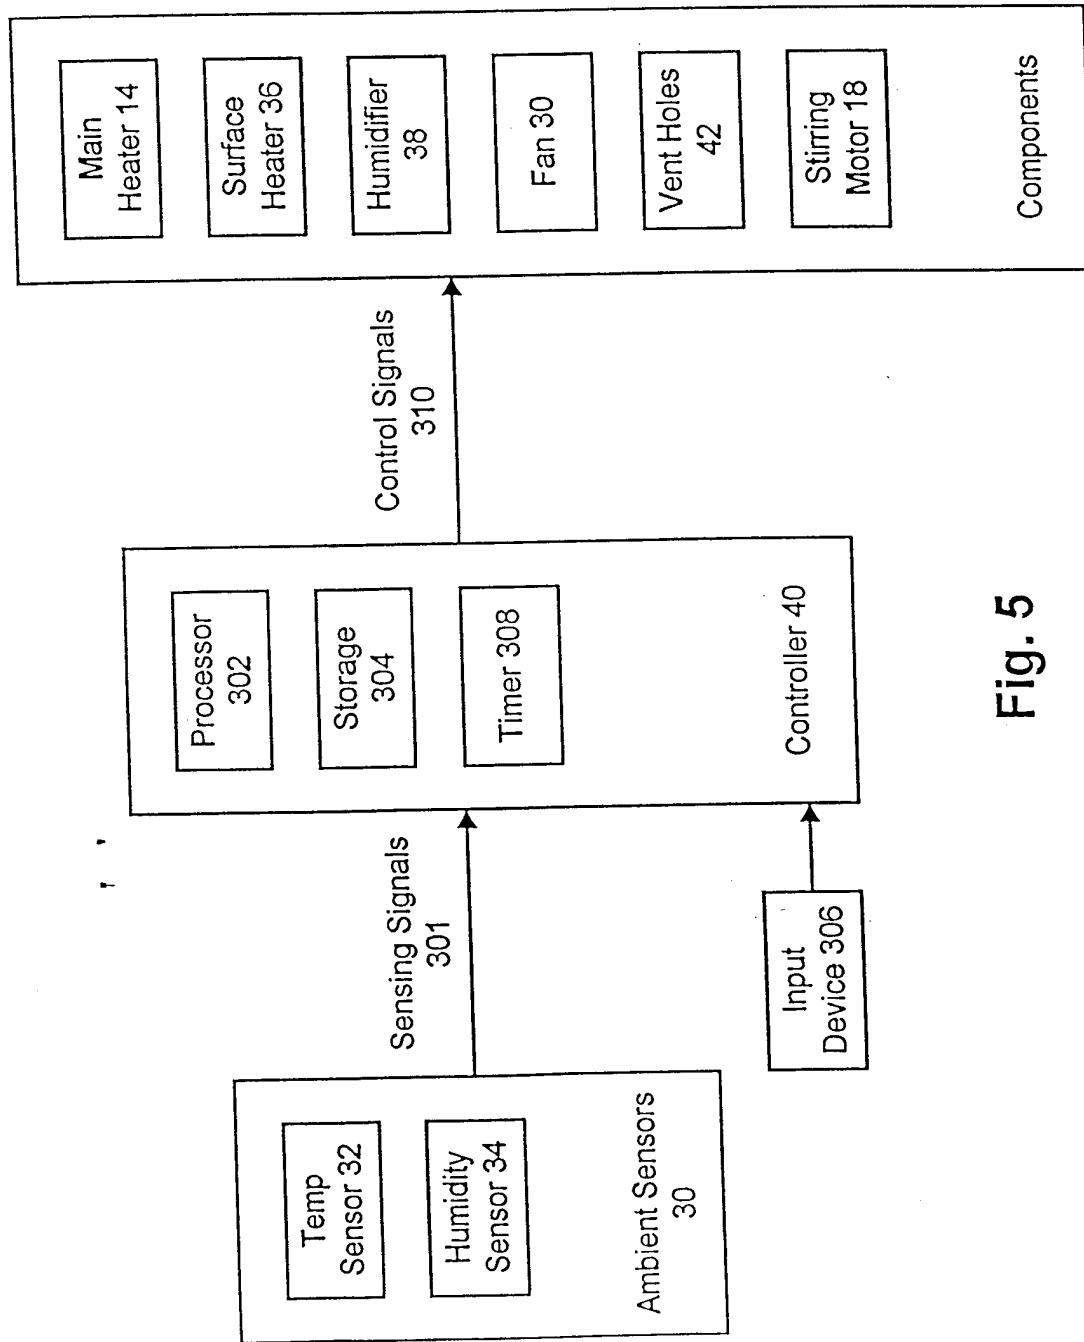 Temp
Sensor 32
Humidity
Sensor 34
Ambient Sensors
30
Sensing Signals
301
Input
Device 306
Processor
302
Storage
304
Timer 308
Controller 40
Control Signals
310
Main
Heater 14
Surface
Heater 36
Humidifier
38
Fan 30
Vent Holes
42
Stirring
Motor 18
Components
Fig. 5